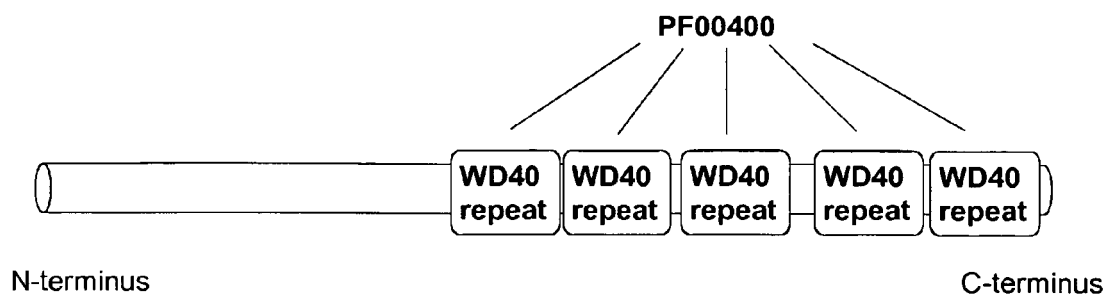 PF00400
WD40 WD40 WD40 WD40 WD40
repeat repeat repeat repeat repeat
N-terminus C-terminus